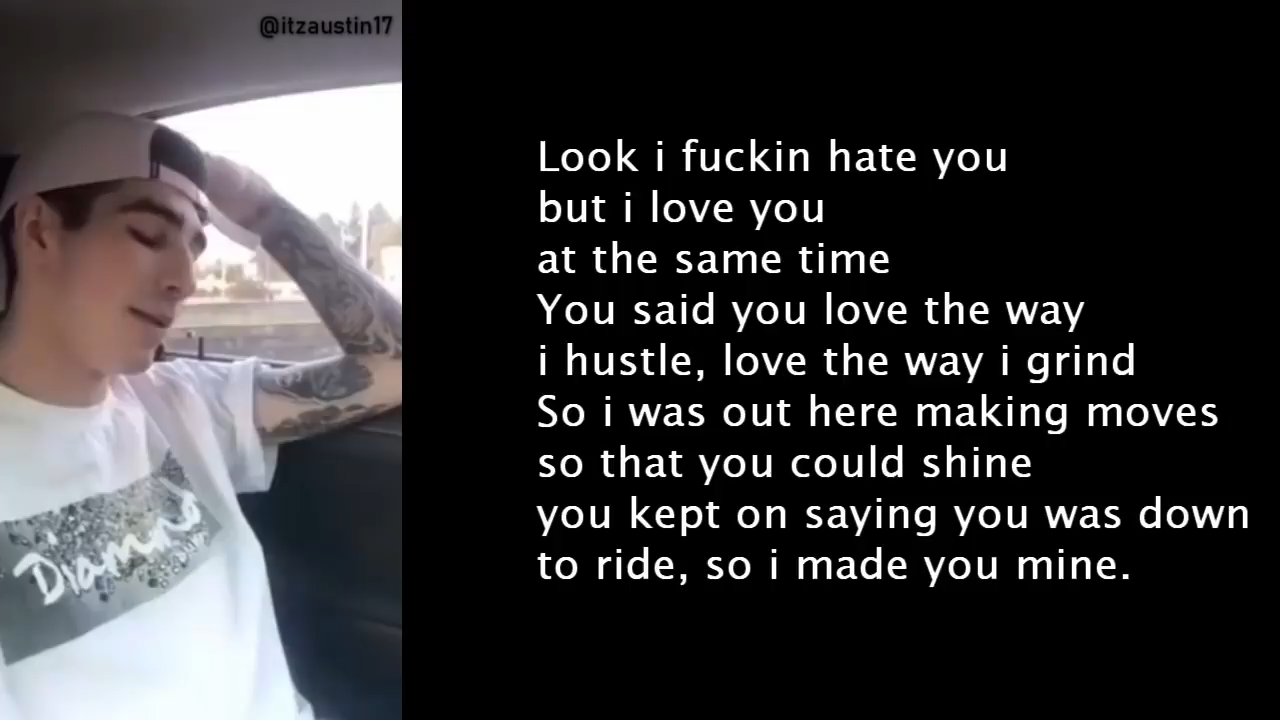 @itzaustin17
Look i fuckin hate you
but i love you
at the same time
You said you love the way
i hustle, love the way i grind
So i was out here making moves
so that you could shine
you kept on saying you was down
to ride, so i made you mine.
Diamond